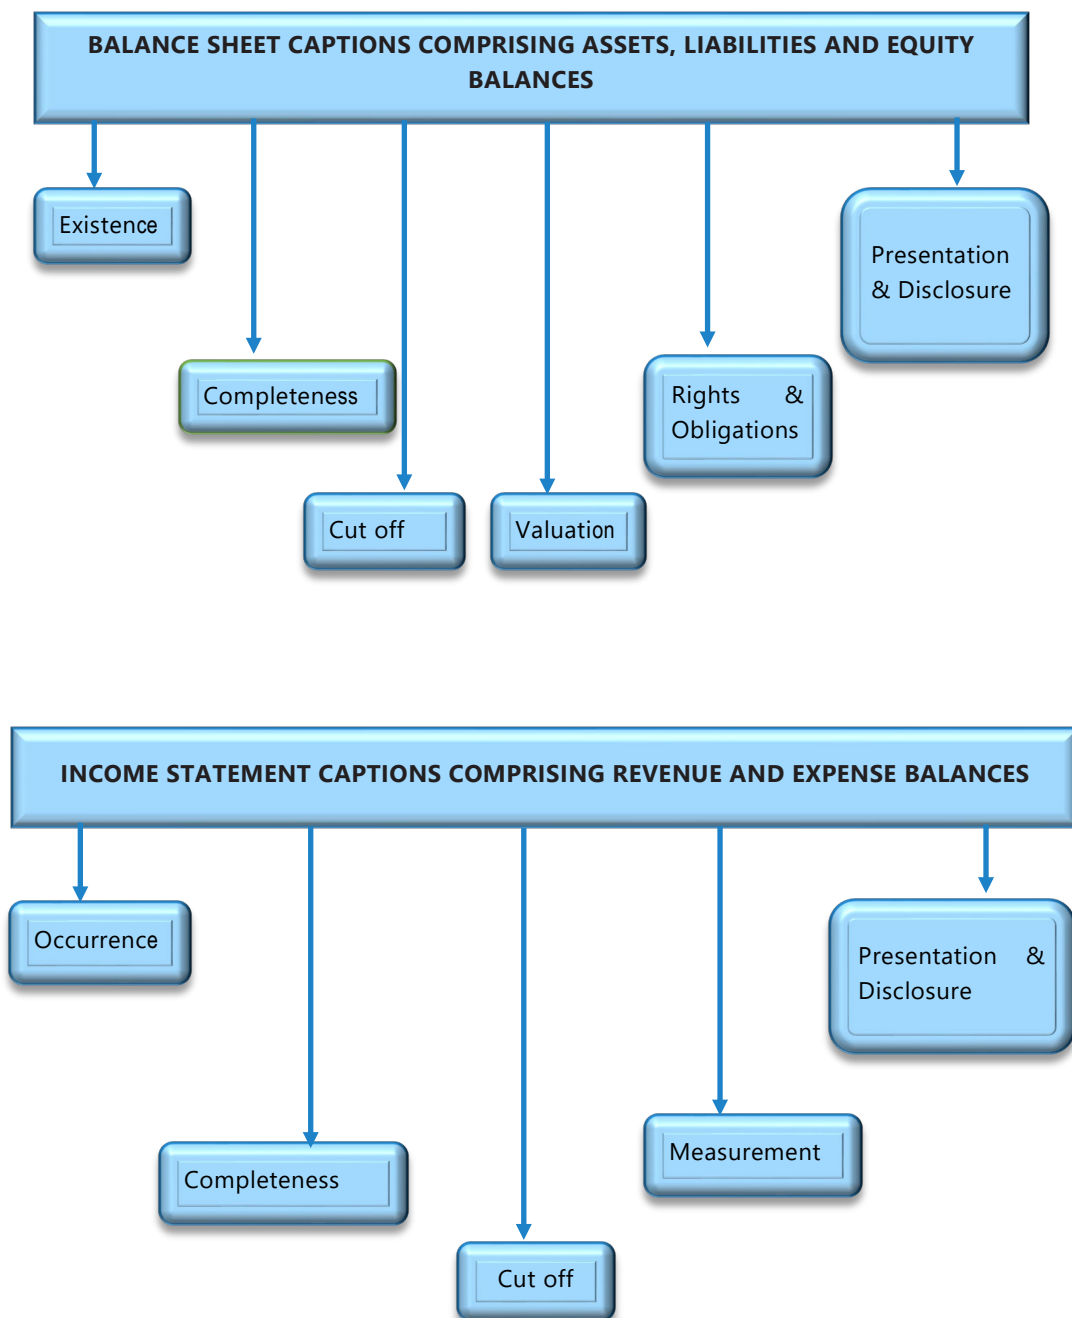 BALANCE SHEET CAPTIONS COMPRISING ASSETS, LIABILITIES AND EQUITY
BALANCES
Existence
Presentation
& Disclosure
Completeness
Rights &
Obligations
Cut off
Valuation
INCOME STATEMENT CAPTIONS COMPRISING REVENUE AND EXPENSE BALANCES
Occurrence
Presentation &
Disclosure
Measurement
Completeness
Cut off